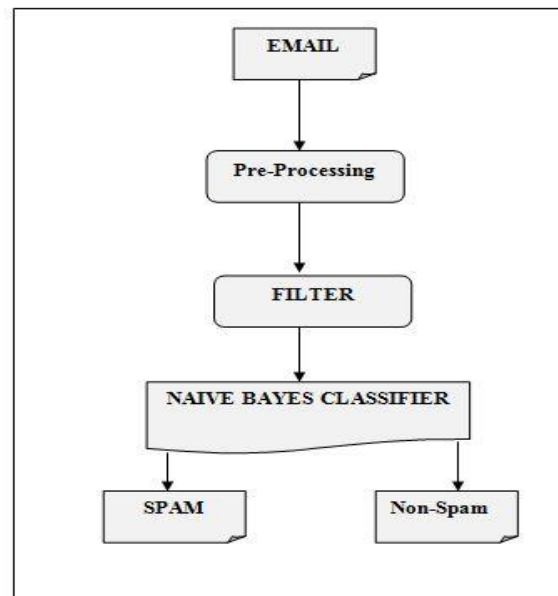 EMAIL
Pre-Processing
FILTER
NAIVE BAYES CLASSIFIER
SPAM
Non-Spam